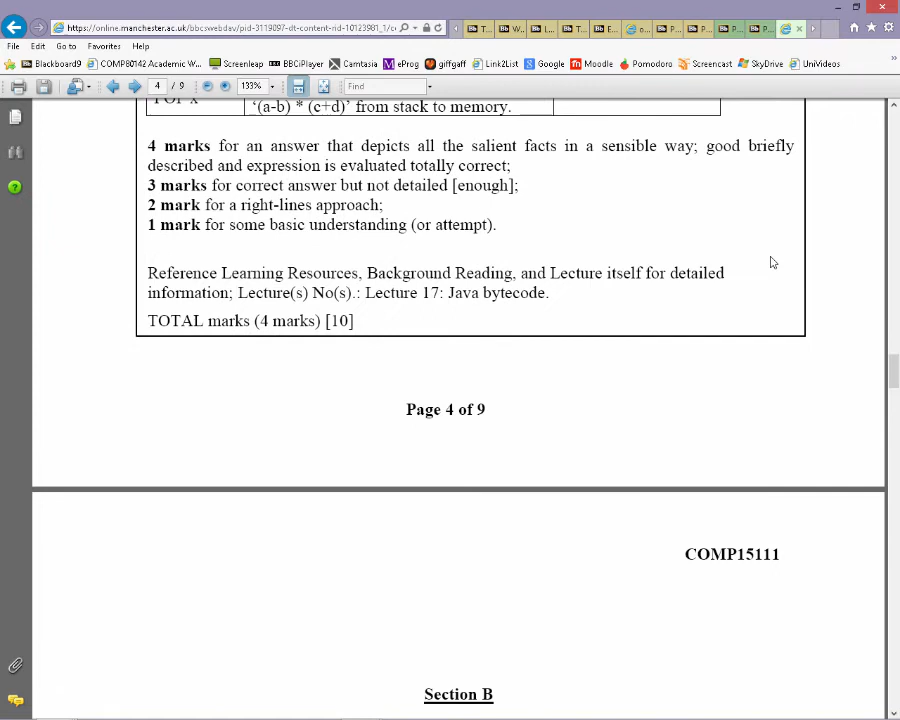 https://online.manchester.ac.uk/bbcswebdav/pid-3119097-dt-content-rid-10123981_1/cc
T...
W...
L...
T...
E...
o...
P...
P...
P...
P...
File Edit Go to Favorites Help
Blackboard9 COMP80142 Academic W... Screenleap BBCiPlayer Camtasia eProg giffgaff Link2List Google Moodle Pomodoro Screencast SkyDrive UniVideos
4 / 9 133% Find
POP x
‘(a-b) * (c+d)’ from stack to memory.
4 marks for an answer that depicts all the salient facts in a sensible way; good briefly
described and expression is evaluated totally correct;
3 marks for correct answer but not detailed [enough];
2 mark for a right-lines approach;
1 mark for some basic understanding (or attempt).
Reference Learning Resources, Background Reading, and Lecture itself for detailed
information; Lecture(s) No(s).: Lecture 17: Java bytecode.
TOTAL marks (4 marks) [10]
Page 4 of 9
COMP15111
Section B